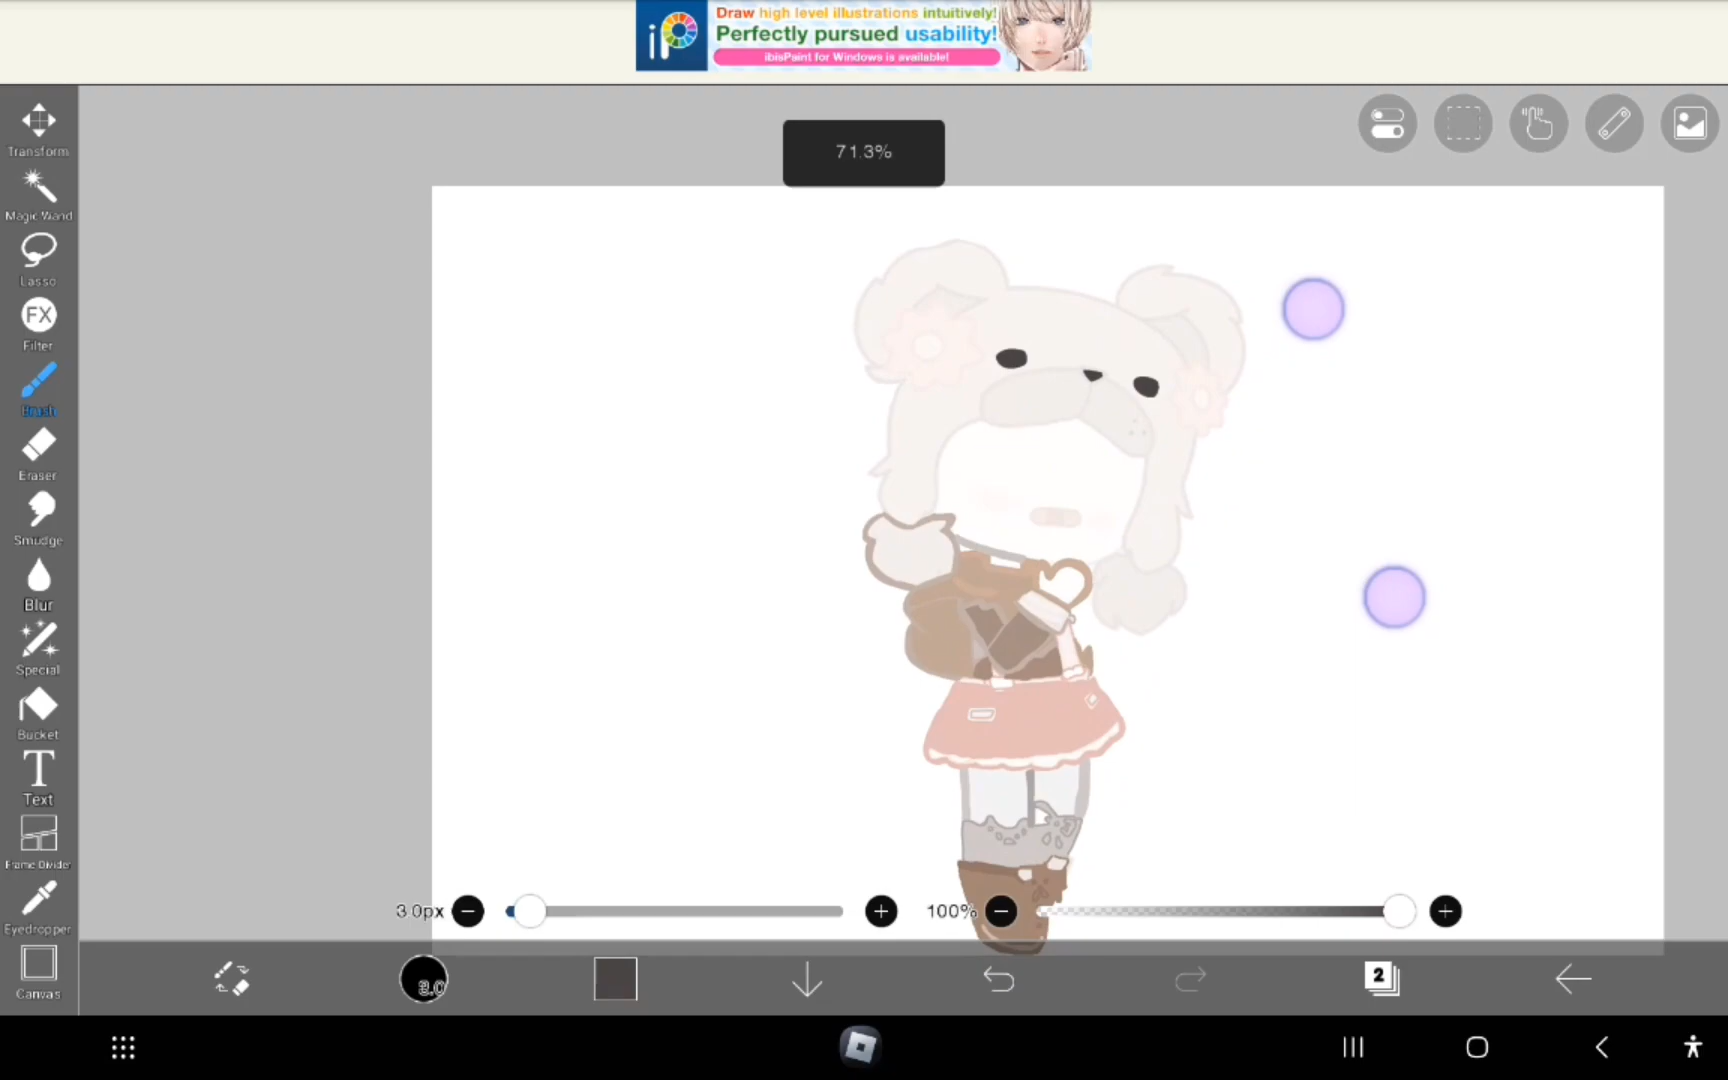 iP
Draw high level illustrations intuitively!
Perfectly pursued usability!
ibisPaint for Windows is available!
71.3%
Transform
Magic Wand
Lasso
FX
Filter
Brush
Eraser
Smudge
Blur
Special
Bucket
T
Text
Frame Divider
Eyedropper
Canvas
3.0px
100%
3.0
2